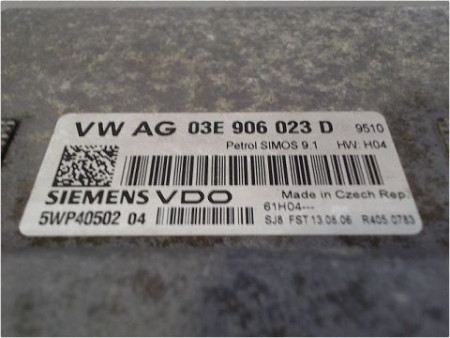 VW AG 03E 906 023 D 9510
Petrol SIMOS 9.1 HW: H04
SIEMENS VDO Made in Czech Rep.
5WP40502 04 61H04---
SJ8 FST 13.06.06 R405 0783